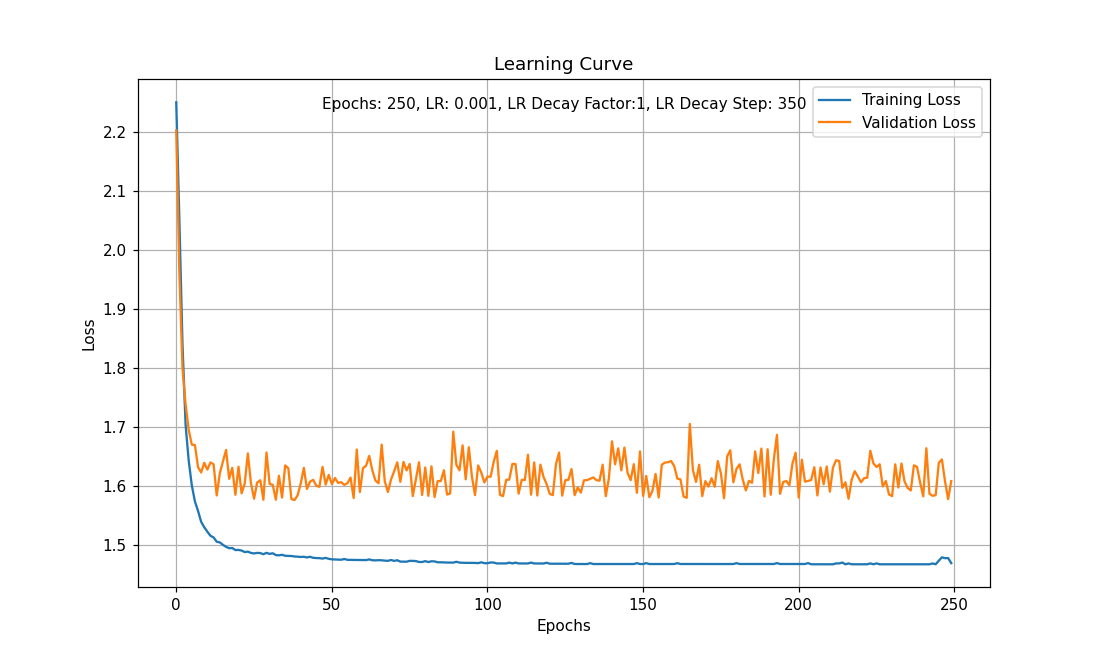 Learning Curve
Epochs: 250, LR: 0.001, LR Decay Factor:1, LR Decay Step: 350
Training Loss
Validation Loss
2.2
2.1
2.0
1.9
1.8
1.7
1.6
1.5
Loss
0 50 100 150 200 250
Epochs